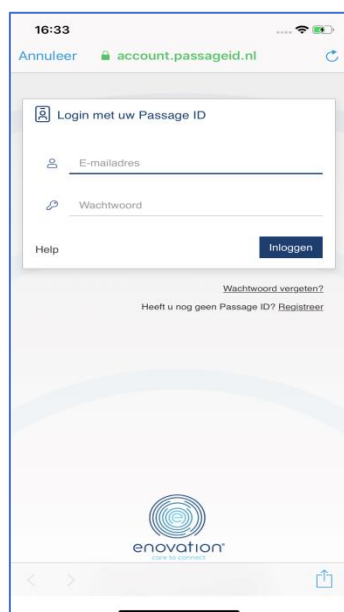 16:33
Annuleer account.passageid.nl
Login met uw Passage ID
E-mailadres
Wachtwoord
Help Inloggen
Wachtwoord vergeten?
Heeft u nog geen Passage ID? Registreer
enovation
care to connect